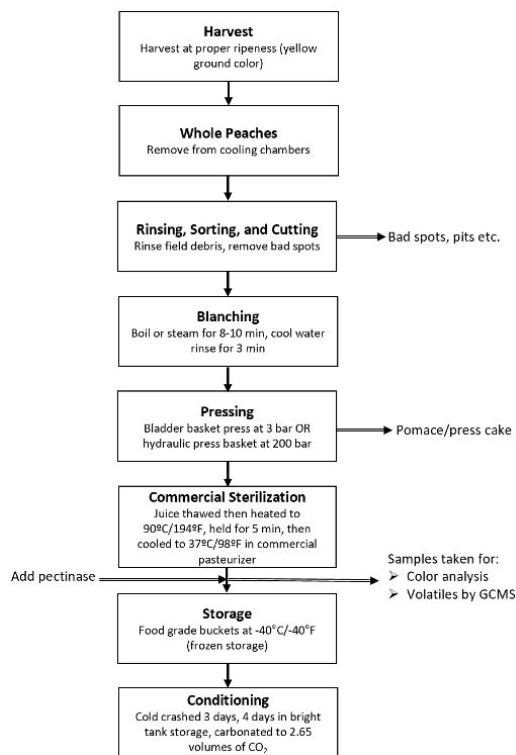 Harvest
Harvest at proper ripeness (yellow
ground color)
Whole Peaches
Remove from cooling chambers
Rinsing, Sorting, and Cutting
Rinse field debris, remove bad spots
Bad spots, pits etc.
Blanching
Boil or steam for 8-10 min, cool water
rinse for 3 min
Pressing
Bladder basket press at 3 bar OR
hydraulic press basket at 200 bar
Pomace/press cake
Commercial Sterilization
Juice thawed then heated to
90ºC/194ºF, held for 5 min, then
cooled to 37ºC/98ºF in commercial
pasteurizer
Add pectinase
Samples taken for:
➢ Color analysis
➢ Volatiles by GCMS
Storage
Food grade buckets at -40°C/-40°F
(frozen storage)
Conditioning
Cold crashed 3 days, 4 days in bright
tank storage, carbonated to 2.65
volumes of CO₂